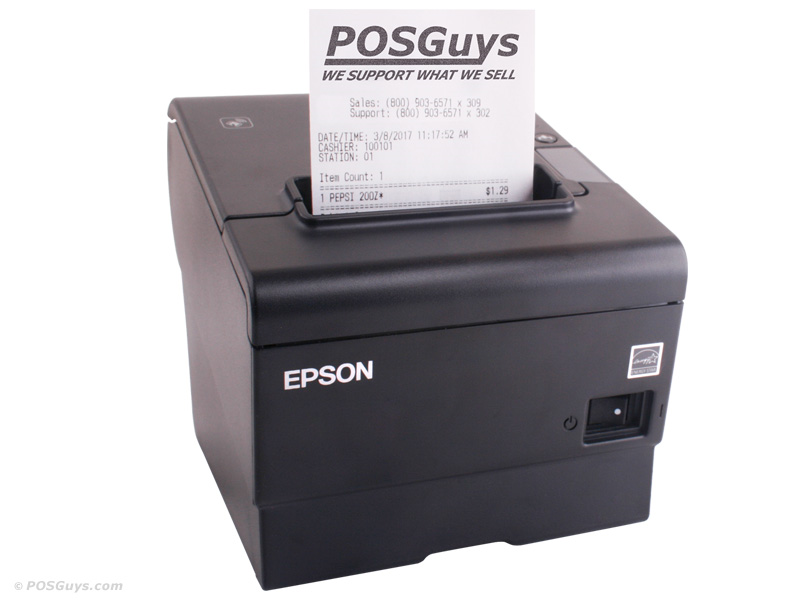 POSGuys
WE SUPPORT WHAT WE SELL
Sales: (800) 903-6571 x 309
Support: (800) 903-6571 x 302
DATE/TIME: 3/8/2017 11:17:52 AM
CASHIER: 100101
STATION: 01
Item Count: 1
1 PEPSI 20OZ* $1.29
EPSON
© POSGuys.com